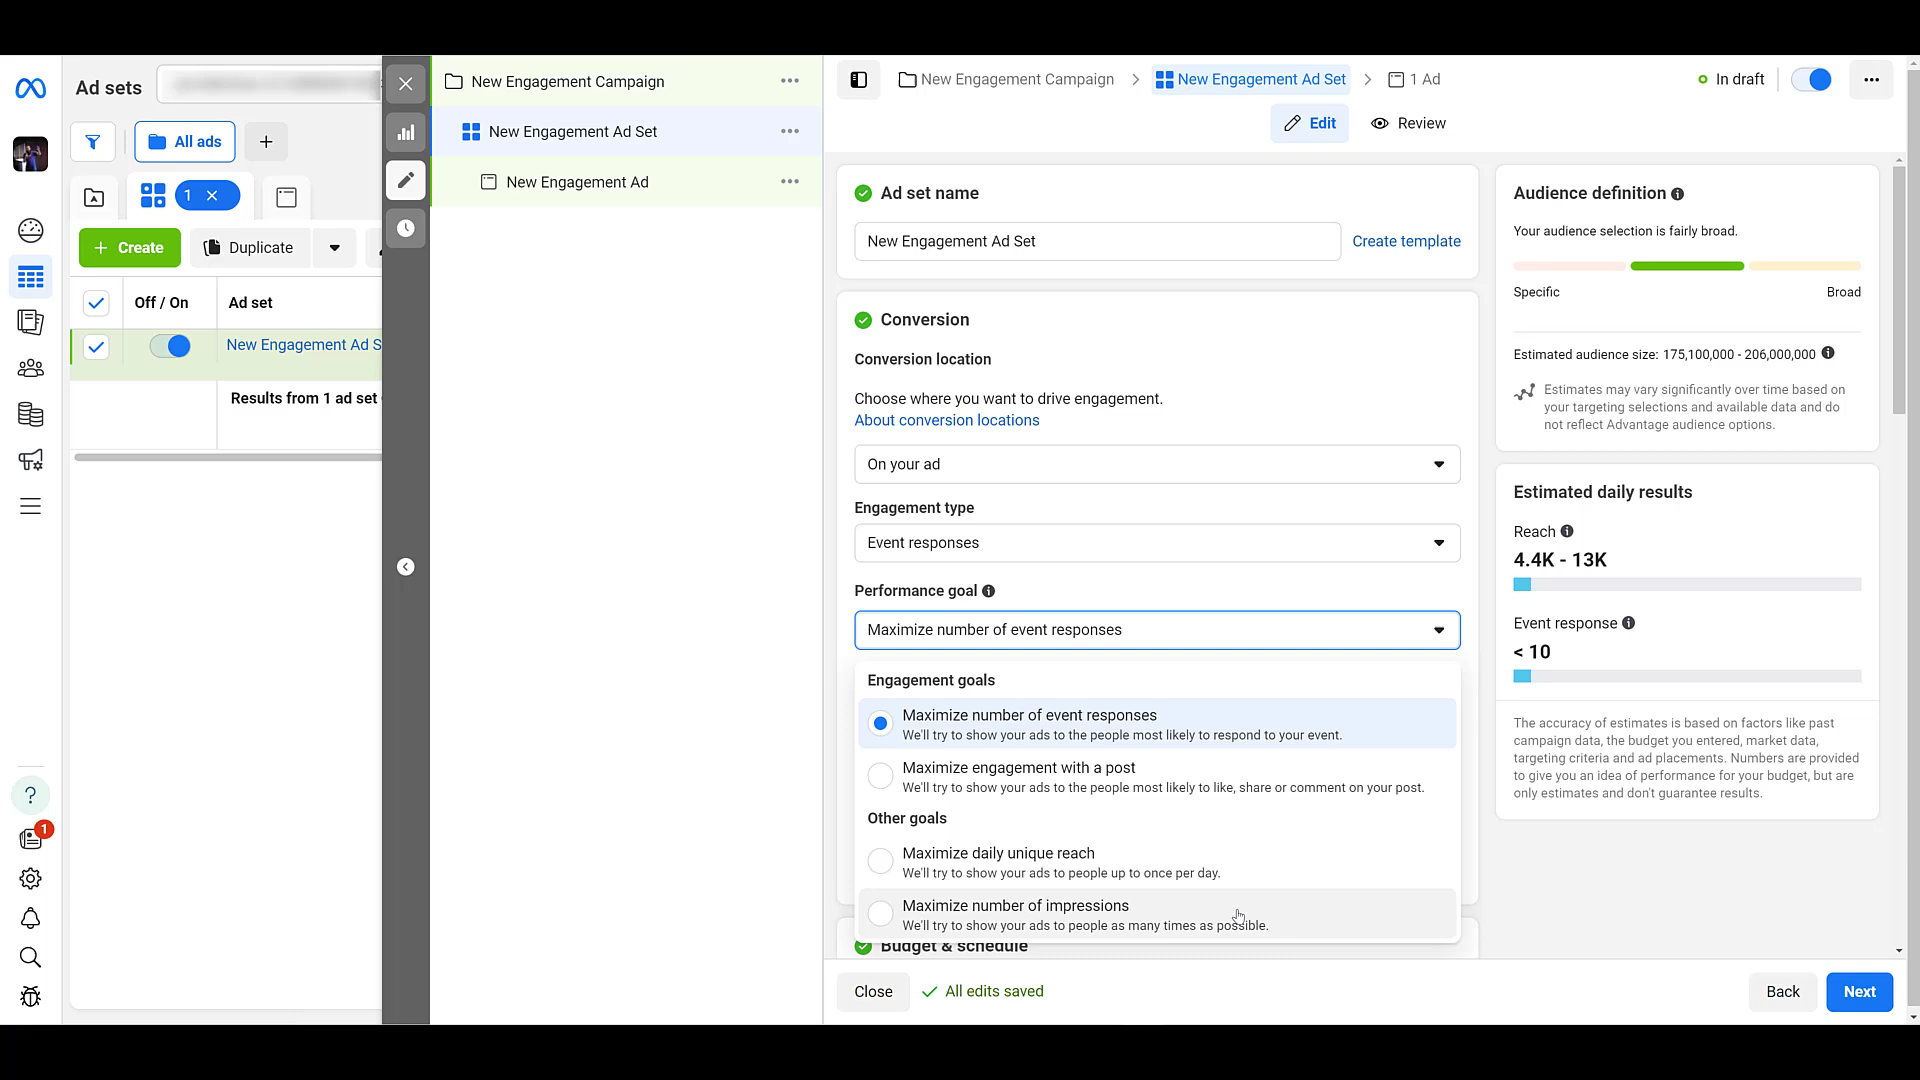 Ad sets
All ads
1
Create
Duplicate
Off / On
Ad set
New Engagement Ad S
Results from 1 ad set
?
1
New Engagement Campaign
New Engagement Ad Set
New Engagement Ad
New Engagement Campaign
New Engagement Ad Set
1 Ad
In draft
Edit
Review
Ad set name
New Engagement Ad Set
Create template
Conversion
Conversion location
Choose where you want to drive engagement.
About conversion locations
On your ad
Engagement type
Event responses
Performance goal
Maximize number of event responses
Engagement goals
Maximize number of event responses
We'll try to show your ads to the people most likely to respond to your event.
Maximize engagement with a post
We'll try to show your ads to the people most likely to like, share or comment on your post.
Other goals
Maximize daily unique reach
We'll try to show your ads to people up to once per day.
Maximize number of impressions
We'll try to show your ads to people as many times as possible.
Budget & schedule
Close
All edits saved
Back
Next
Audience definition
Your audience selection is fairly broad.
Specific
Broad
Estimated audience size: 175,100,000 - 206,000,000
Estimates may vary significantly over time based on
your targeting selections and available data and do
not reflect Advantage audience options.
Estimated daily results
Reach
4.4K - 13K
Event response
< 10
The accuracy of estimates is based on factors like past
campaign data, the budget you entered, market data,
targeting criteria and ad placements. Numbers are provided
to give you an idea of performance for your budget, but are
only estimates and don't guarantee results.